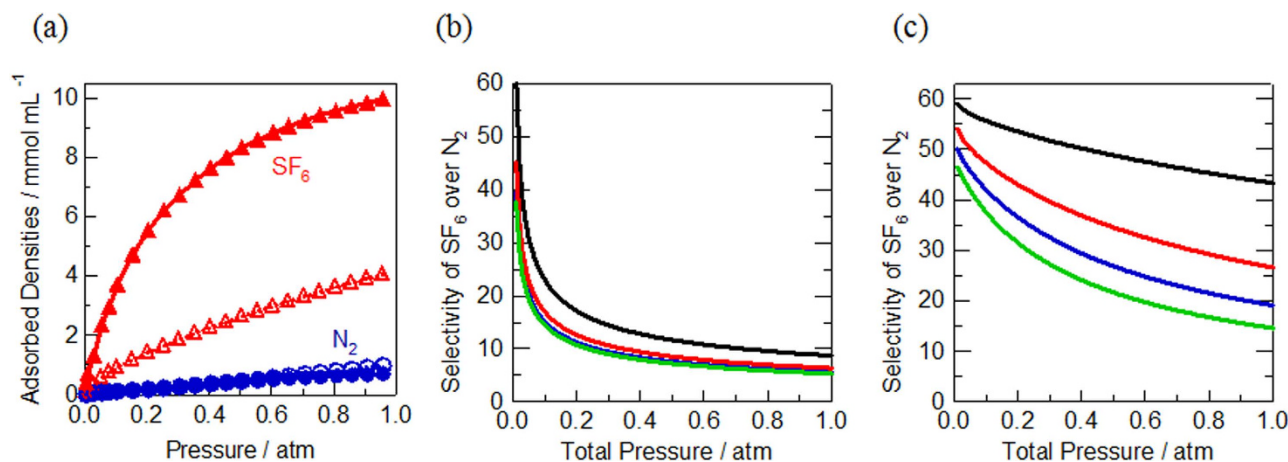 (a)
Adsorbed Densities / mmol mL⁻¹
10
8
6
4
2
0
SF₆
N₂
0.0 0.2 0.4 0.6 0.8 1.0
Pressure / atm
(b)
Selectivity of SF₆ over N₂
60
50
40
30
20
10
0
0.0 0.2 0.4 0.6 0.8 1.0
Total Pressure / atm
(c)
Selectivity of SF₆ over N₂
60
50
40
30
20
10
0
0.0 0.2 0.4 0.6 0.8 1.0
Total Pressure / atm